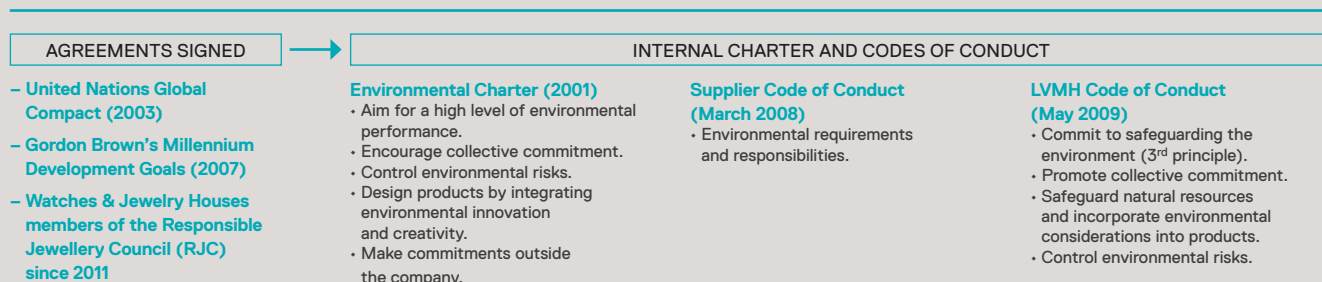 AGREEMENTS SIGNED
INTERNAL CHARTER AND CODES OF CONDUCT
– United Nations Global
Compact (2003)
– Gordon Brown's Millennium
Development Goals (2007)
– Watches & Jewelry Houses
members of the Responsible
Jewellery Council (RJC)
since 2011
Environmental Charter (2001)
• Aim for a high level of environmental
performance.
• Encourage collective commitment.
• Control environmental risks.
• Design products by integrating
environmental innovation
and creativity.
• Make commitments outside
the company.
Supplier Code of Conduct
(March 2008)
• Environmental requirements
and responsibilities.
LVMH Code of Conduct
(May 2009)
• Commit to safeguarding the
environment (3rd principle).
• Promote collective commitment.
• Safeguard natural resources
and incorporate environmental
considerations into products.
• Control environmental risks.